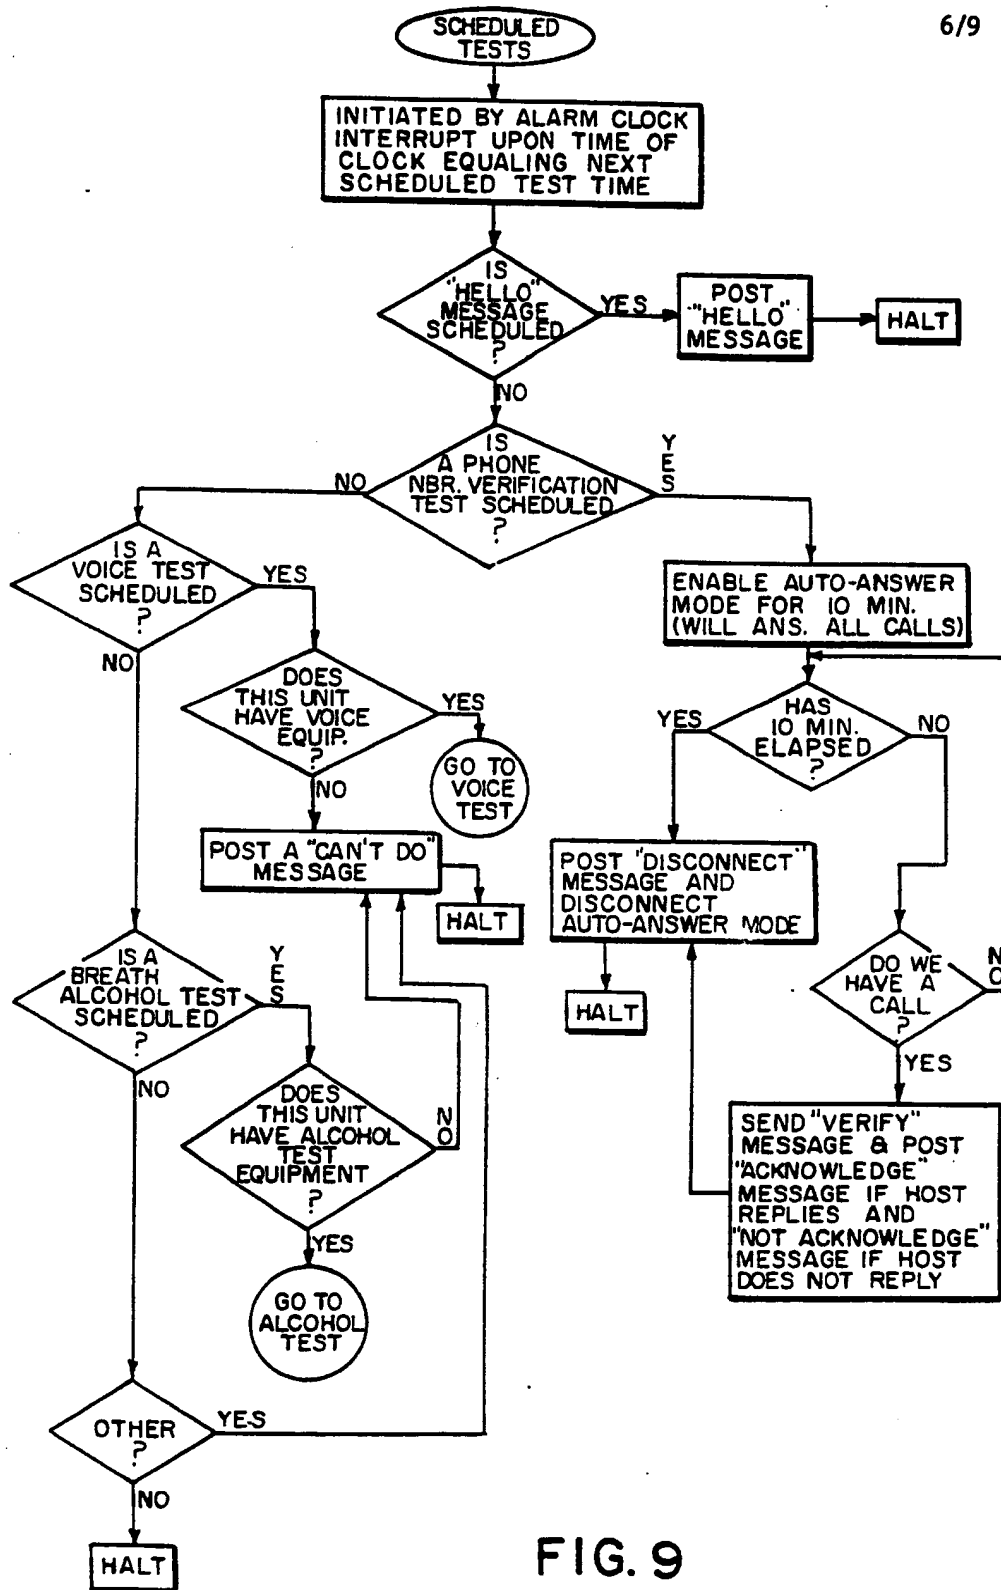 6/9
SCHEDULED
TESTS
INITIATED BY ALARM CLOCK
INTERRUPT UPON TIME OF
CLOCK EQUALING NEXT
SCHEDULED TEST TIME
IS
"HELLO"
MESSAGE
SCHEDULED
?
YES
POST
"HELLO"
MESSAGE
HALT
NO
IS
A PHONE
NBR. VERIFICATION
TEST SCHEDULED
?
NO
YES
IS A
VOICE TEST
SCHEDULED
?
YES
NO
ENABLE AUTO-ANSWER
MODE FOR 10 MIN.
(WILL ANS. ALL CALLS)
DOES
THIS UNIT
HAVE VOICE
EQUIP.
?
YES
GO TO
VOICE
TEST
NO
HAS
10 MIN.
ELAPSED
?
YES
NO
POST A "CAN'T DO"
MESSAGE
HALT
POST "DISCONNECT"
MESSAGE AND
DISCONNECT
AUTO-ANSWER MODE
HALT
DO WE
HAVE A
CALL
?
NO
YES
IS A
BREATH
ALCOHOL TEST
SCHEDULED
?
YES
NO
DOES
THIS UNIT
HAVE ALCOHOL
TEST
EQUIPMENT
?
NO
YES
GO TO
ALCOHOL
TEST
SEND "VERIFY"
MESSAGE & POST
"ACKNOWLEDGE"
MESSAGE IF HOST
REPLIES AND
"NOT ACKNOWLEDGE"
MESSAGE IF HOST
DOES NOT REPLY
OTHER
?
YES
NO
HALT
FIG. 9